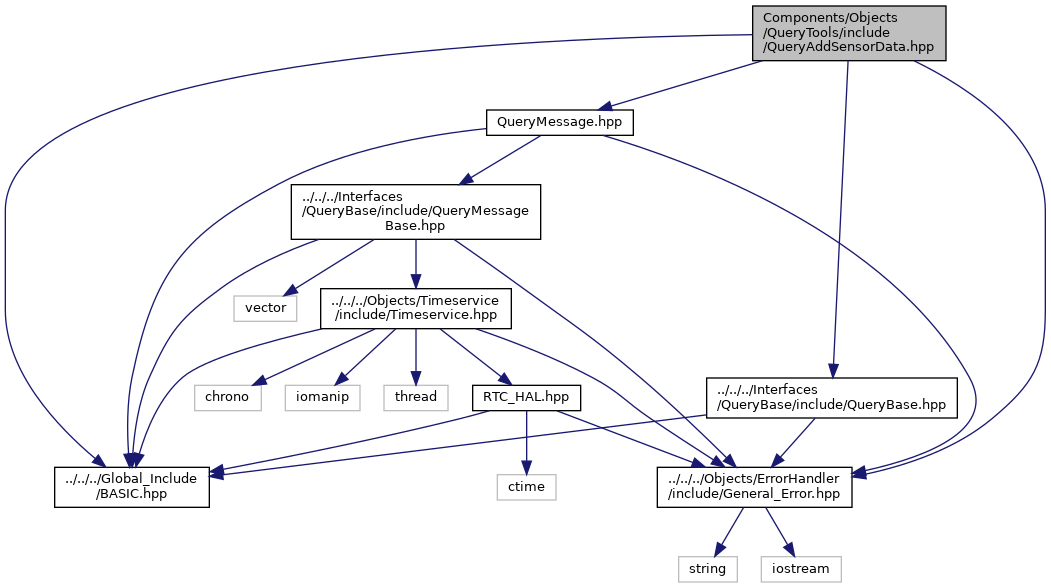 Components/Objects
/QueryTools/include
/QueryAddSensorData.hpp
QueryMessage.hpp
../../../Interfaces
/QueryBase/include/QueryMessage
Base.hpp
vector
../../../Objects/Timeservice
/include/Timeservice.hpp
chrono
iomanip
thread
RTC_HAL.hpp
../../../Interfaces
/QueryBase/include/QueryBase.hpp
../../../Global_Include
/BASIC.hpp
ctime
../../../Objects/ErrorHandler
/include/General_Error.hpp
string
iostream